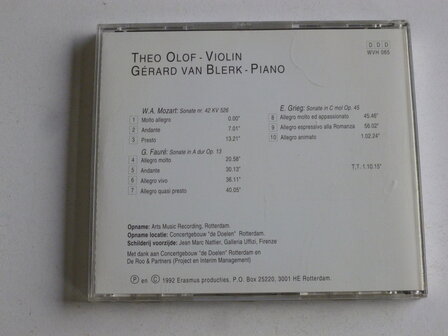 THEO OLOF - VIOLIN
GÉRARD VAN BLERK - PIANO
DDD
WVH 065
W.A. Mozart: Sonate nr. 42 KV 526
1 Molto allegro 0.00"
2 Andante 7.01"
3 Presto 13.21"
G. Fauré: Sonate in A dur Op. 13
4 Allegro molto 20.58"
5 Andante 30.13"
6 Allegro vivo 36.11"
7 Allegro quasi presto 40.05"
E. Grieg: Sonate in C mol Op. 45
8 Allegro molto ed appassionato 45.46"
9 Allegro espressivo alla Romanza 56.02"
10 Allegro animato 1.02.24"
T.T. 1.10.15"
Opname: Arts Music Recording, Rotterdam.
Opname locatie: Concertgebouw "de Doelen" Rotterdam.
Schilderij voorzijde: Jean Marc Nattier, Galleria Uffizi, Firenze
Met dank aan Concertgebouw "de Doelen" Rotterdam en
De Roo & Partners (Project en Interim Management)
Ⓟ en © 1992 Erasmus producties, P.O. Box 25220, 3001 HE Rotterdam.